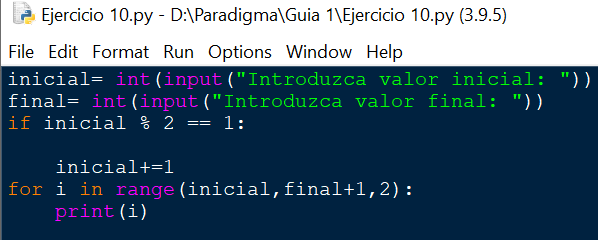 Ejercicio 10.py - D:\Paradigma\Guia 1\Ejercicio 10.py (3.9.5)
File Edit Format Run Options Window Help
inicial= int(input("Introduzca valor inicial: "))
final= int(input("Introduzca valor final: "))
if inicial % 2 == 1:
    inicial+=1
for i in range(inicial,final+1,2):
    print(i)